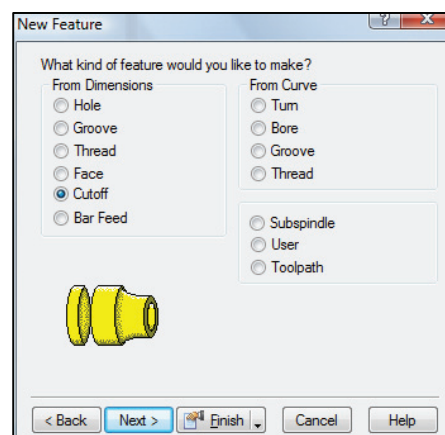 New Feature
What kind of feature would you like to make?
From Dimensions
Hole
Groove
Thread
Face
Cutoff
Bar Feed
From Curve
Turn
Bore
Groove
Thread
Subspindle
User
Toolpath
< Back Next > Finish Cancel Help